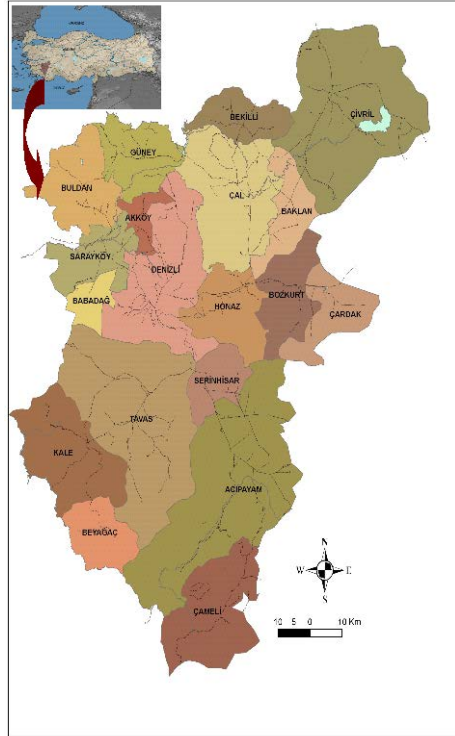 BEKİLLİ
ÇİVRİL
GÜNEY
BULDAN
ÇAL
BAKLAN
AKKÖY
SARAYKÖY
DENİZLİ
BABADAĞ
HONAZ
BOZKURT
ÇARDAK
SERİNHİSAR
TAVAS
KALE
ACIPAYAM
BEYAĞAÇ
ÇAMELİ
N
W E
S
10 5 0 10 Km